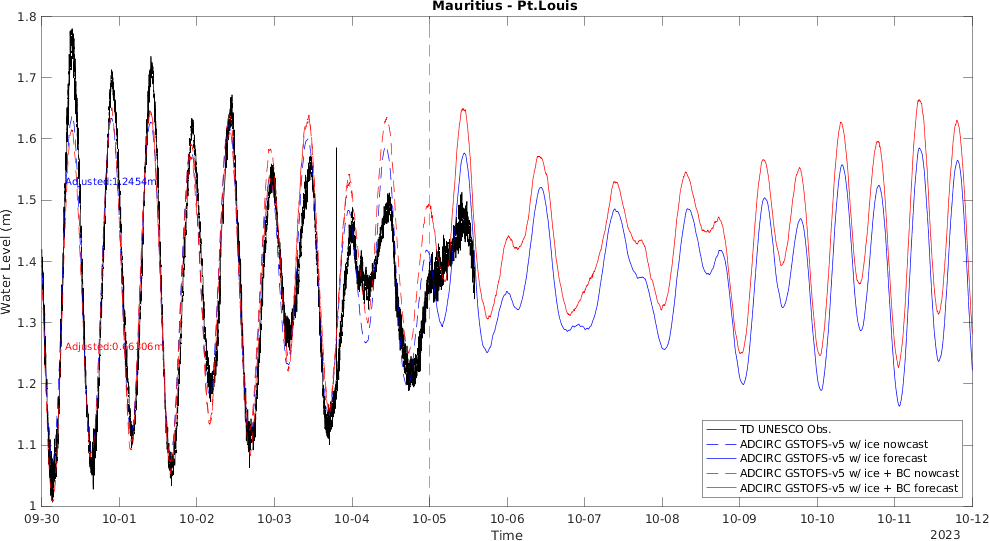 Mauritius - Pt.Louis
1.8
1.7
1.6
1.5
1.4
1.3
1.2
1.1
1
Water Level (m)
Adjusted:1.2454m
Adjusted:0.66306m
TD UNESCO Obs.
ADCIRC GSTOFS-v5 w/ ice nowcast
ADCIRC GSTOFS-v5 w/ ice forecast
ADCIRC GSTOFS-v5 w/ ice + BC nowcast
ADCIRC GSTOFS-v5 w/ ice + BC forecast
09-30 10-01 10-02 10-03 10-04 10-05 10-06 10-07 10-08 10-09 10-10 10-11 10-12
Time
2023